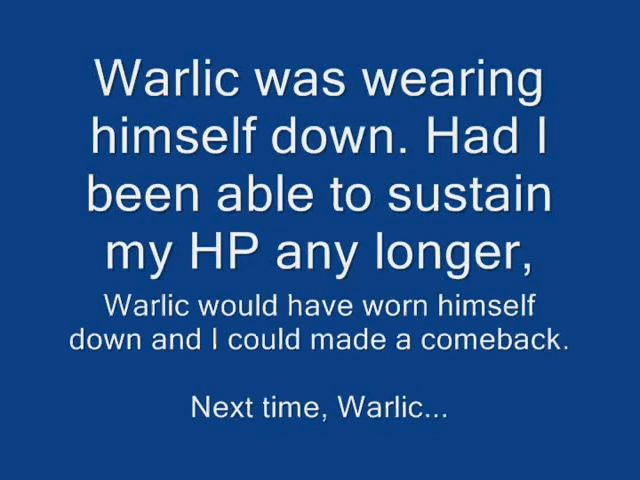 Warlic was wearing
himself down. Had I
been able to sustain
my HP any longer,
Warlic would have worn himself
down and I could made a comeback.
Next time, Warlic...